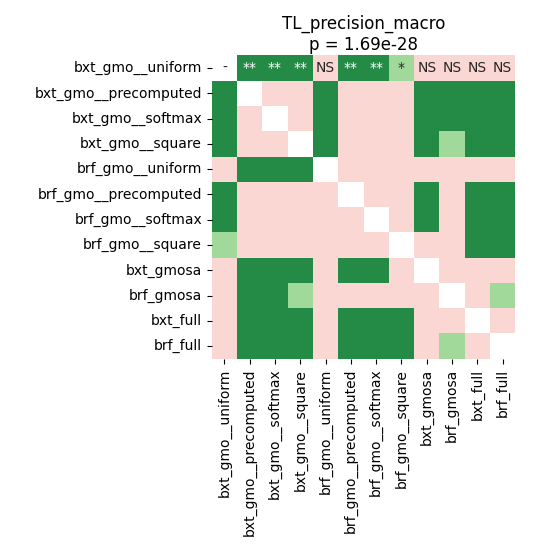 TL_precision_macro
p = 1.69e-28
bxt_gmo__uniform - ** ** ** NS ** ** * NS NS NS NS
bxt_gmo__precomputed
bxt_gmo__softmax
bxt_gmo__square
brf_gmo__uniform
brf_gmo__precomputed
brf_gmo__softmax
brf_gmo__square
bxt_gmosa
brf_gmosa
bxt_full
brf_full
bxt_gmo__uniform
bxt_gmo__precomputed
bxt_gmo__softmax
bxt_gmo__square
brf_gmo__uniform
brf_gmo__precomputed
brf_gmo__softmax
brf_gmo__square
bxt_gmosa
brf_gmosa
bxt_full
brf_full